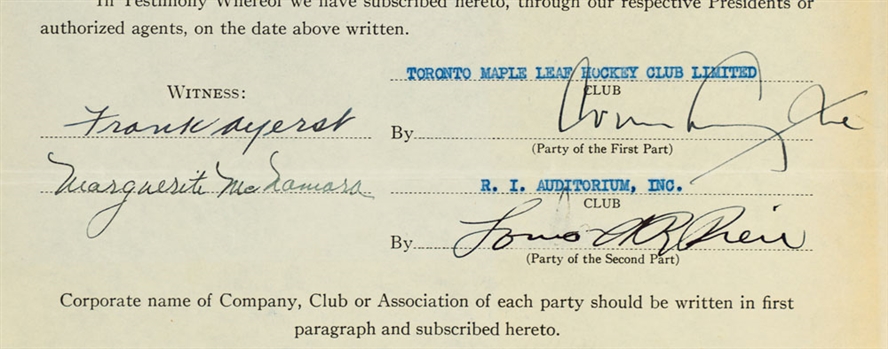 In Testimony Whereof we have subscribed hereto, through our respective Presidents or
authorized agents, on the date above written.
TORONTO MAPLE LEAF HOCKEY CLUB LIMITED
WITNESS:
CLUB
Frank Ayerst
By
(Party of the First Part)
Marguerite McNamara
R. I. AUDITORIUM, INC.
CLUB
By Louis A R Pieri
(Party of the Second Part)
Corporate name of Company, Club or Association of each party should be written in first
paragraph and subscribed hereto.